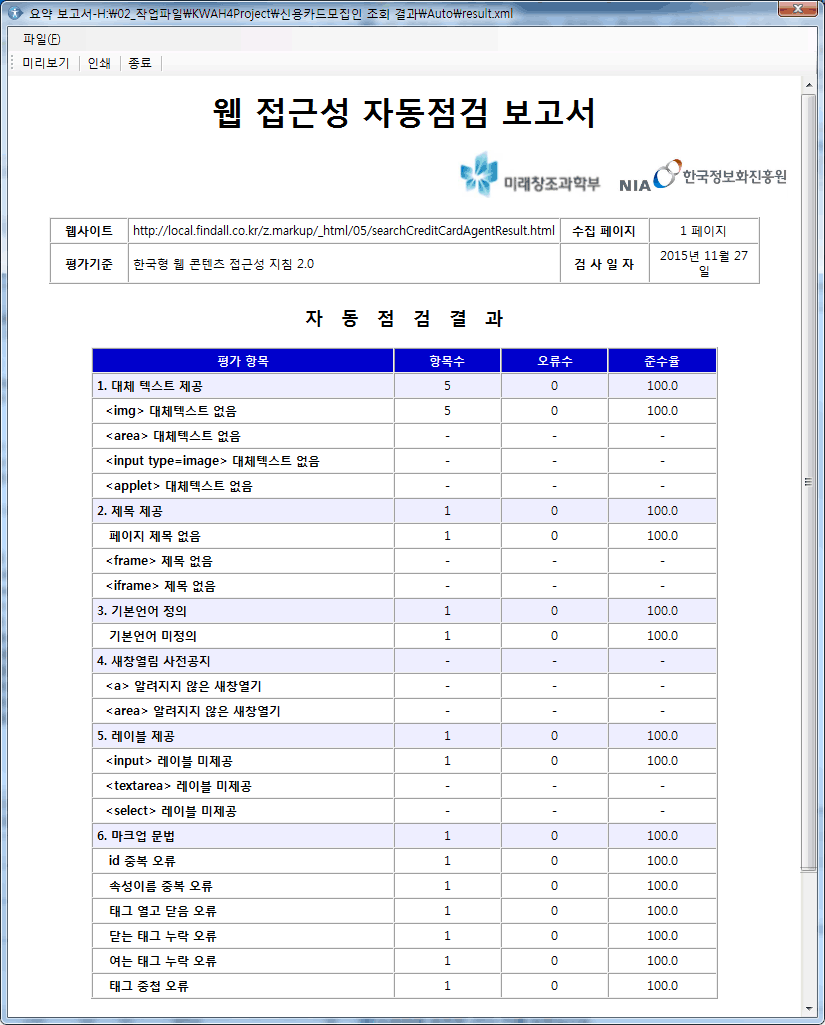 요약 보고서-H:\02_작업파일\KWAH4Project\신용카드모집인 조회 결과\Auto\result.xml
파일(F)
미리보기 인쇄 종료
웹 접근성 자동점검 보고서
미래창조과학부 NIA 한국정보화진흥원
웹사이트 http://local.findall.co.kr/z.markup/_html/05/searchCreditCardAgentResult.html 수집 페이지 1 페이지
평가기준 한국형 웹 콘텐츠 접근성 지침 2.0 검 사 일 자 2015년 11월 27
일
자 동 점 검 결 과
평가 항목 항목수 오류수 준수율
1. 대체 텍스트 제공 5 0 100.0
<img> 대체텍스트 없음 5 0 100.0
<area> 대체텍스트 없음 - - -
<input type=image> 대체텍스트 없음 - - -
<applet> 대체텍스트 없음 - - -
2. 제목 제공 1 0 100.0
페이지 제목 없음 1 0 100.0
<frame> 제목 없음 - - -
<iframe> 제목 없음 - - -
3. 기본언어 정의 1 0 100.0
기본언어 미정의 1 0 100.0
4. 새창열림 사전공지 - - -
<a> 알려지지 않은 새창열기 - - -
<area> 알려지지 않은 새창열기 - - -
5. 레이블 제공 1 0 100.0
<input> 레이블 미제공 1 0 100.0
<textarea> 레이블 미제공 - - -
<select> 레이블 미제공 - - -
6. 마크업 문법 1 0 100.0
id 중복 오류 1 0 100.0
속성이름 중복 오류 1 0 100.0
태그 열고 닫음 오류 1 0 100.0
닫는 태그 누락 오류 1 0 100.0
여는 태그 누락 오류 1 0 100.0
태그 중첩 오류 1 0 100.0